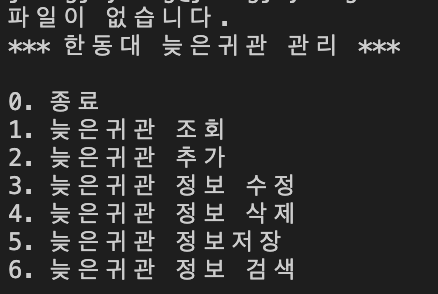 파일이 없습니다.
*** 한동대 늦은귀관 관리 ***
0. 종료
1. 늦은귀관 조회
2. 늦은귀관 추가
3. 늦은귀관 정보 수정
4. 늦은귀관 정보 삭제
5. 늦은귀관 정보저장
6. 늦은귀관 정보 검색